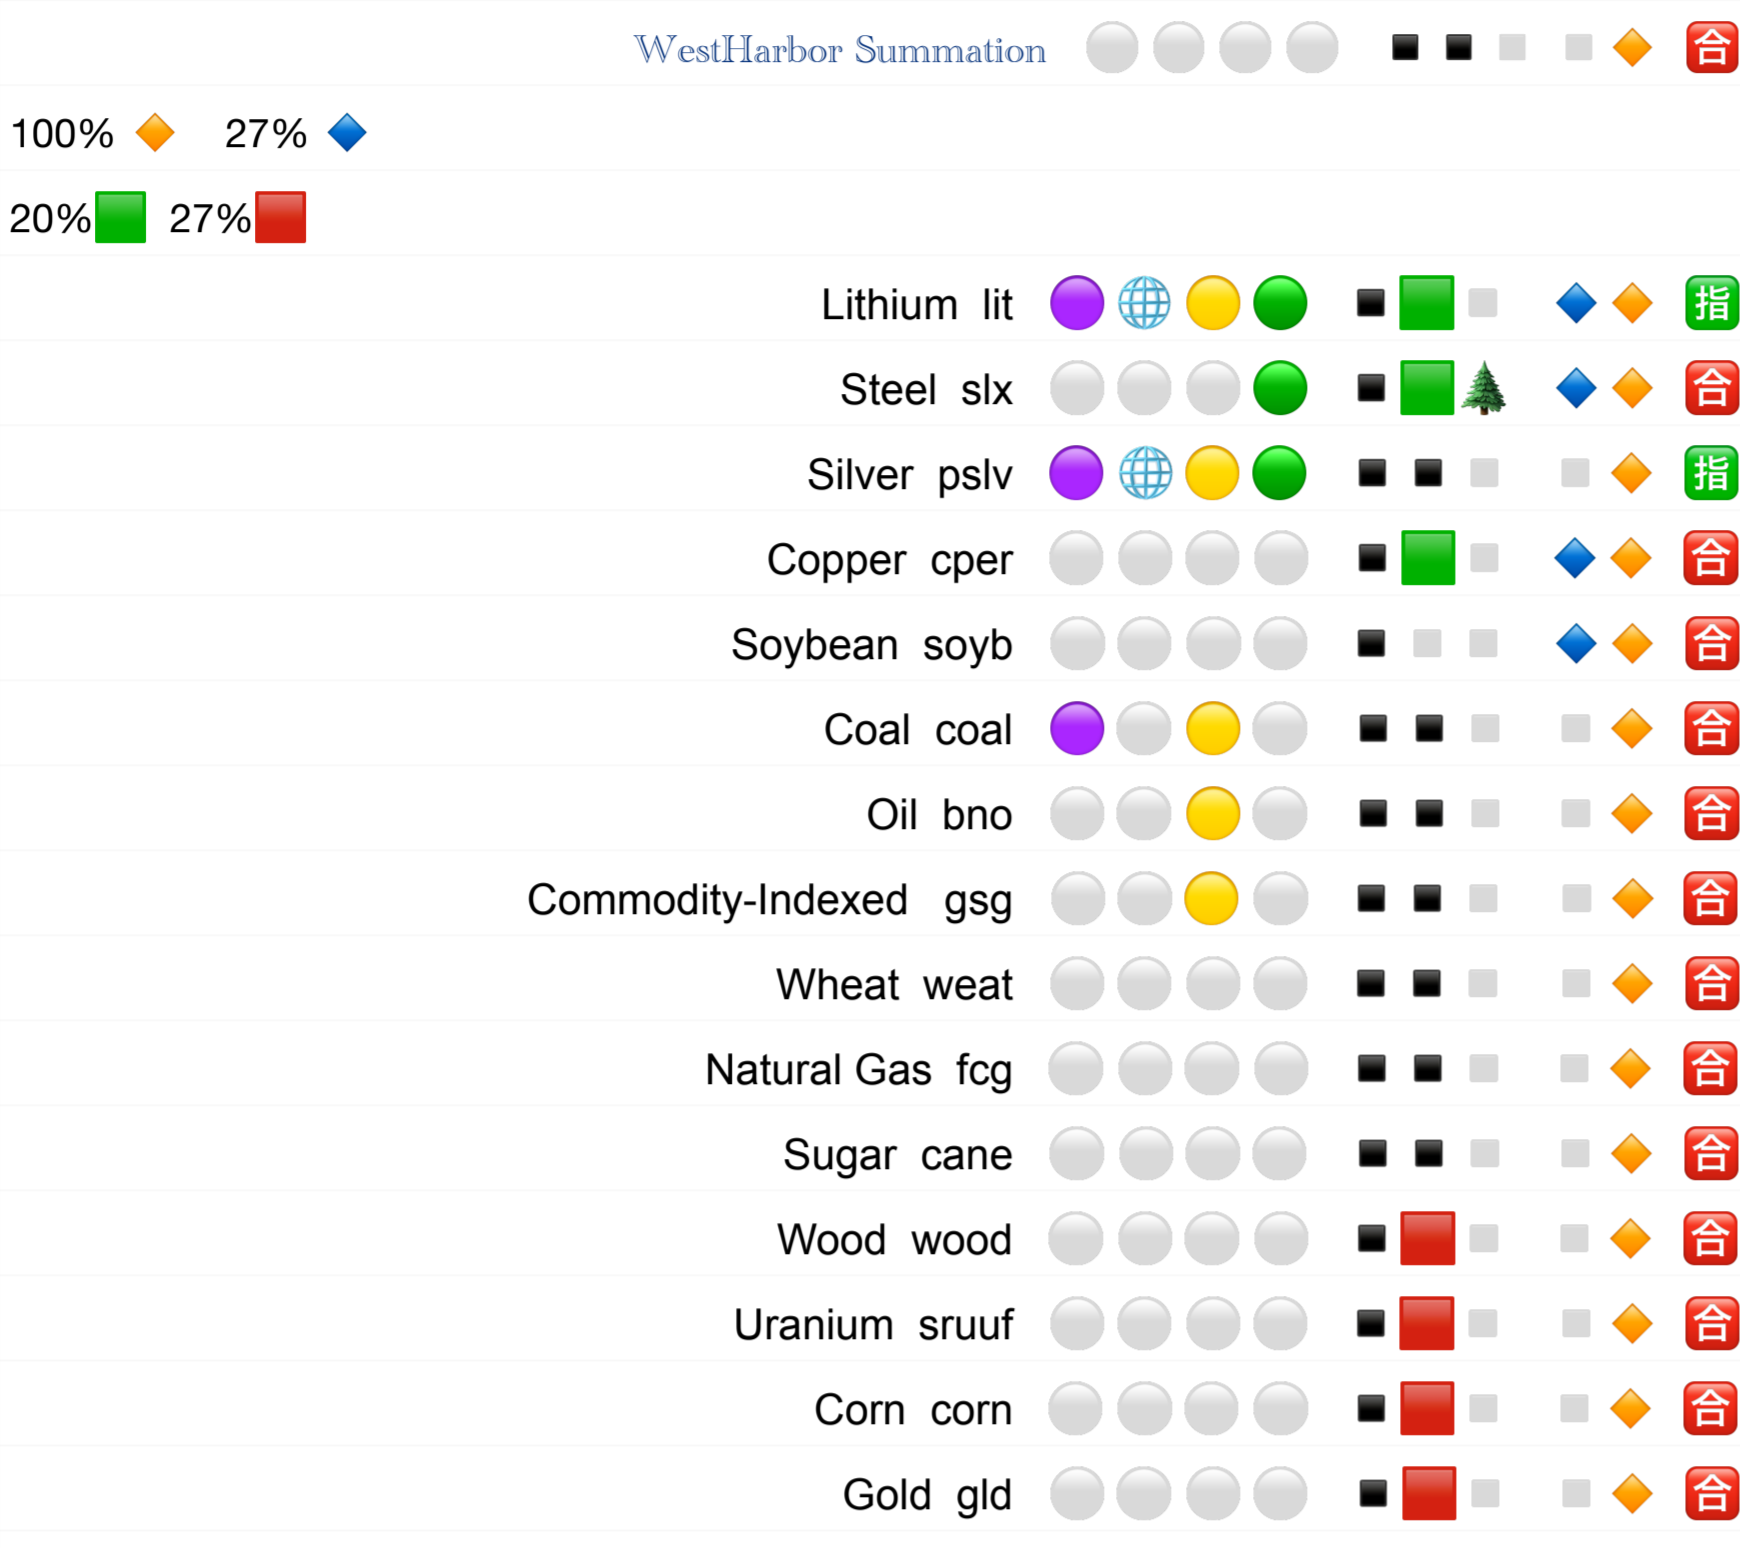 WestHarbor Summation 合
100% 27%
20% 27%
Lithium lit 指
Steel slx 合
Silver pslv 指
Copper cper 合
Soybean soyb 合
Coal coal 合
Oil bno 合
Commodity-Indexed gsg 合
Wheat weat 合
Natural Gas fcg 合
Sugar cane 合
Wood wood 合
Uranium sruuf 合
Corn corn 合
Gold gld 合